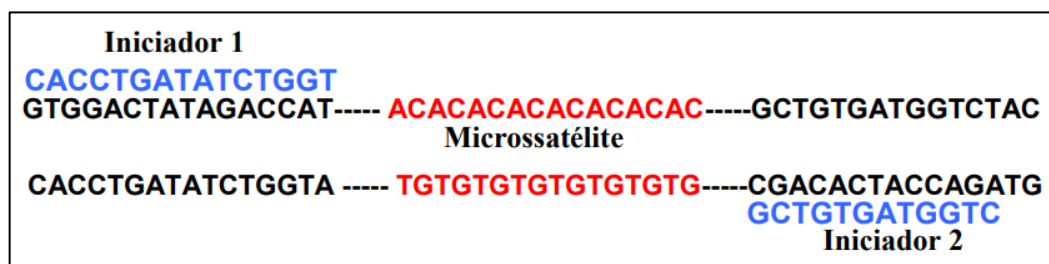 Iniciador 1
CACCTGATATCTGGT
GTGGACTATAGACCAT----- ACACACACACACACAC-----GCTGTGATGGTCTAC
Microssatélite
CACCTGATATCTGGTA ----- TGTGTGTGTGTGTGTG-----CGACACTACCAGATG
GCTGTGATGGTC
Iniciador 2